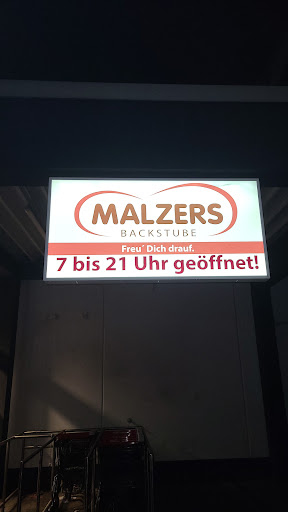 MALZERS
BACKSTUBE
Freu´ Dich drauf.
7 bis 21 Uhr geöffnet!